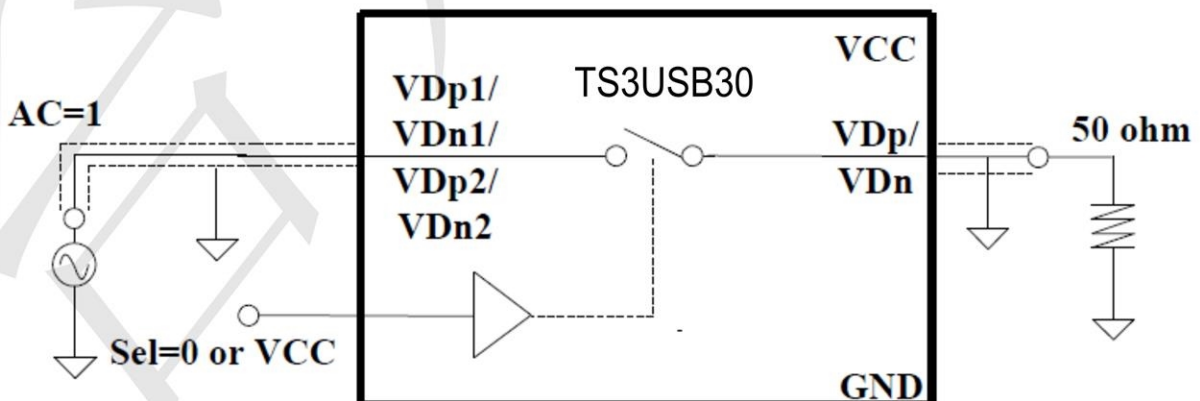 VCC
TS3USB30
VDp1/
VDn1/
VDp2/
VDn2
AC=1
VDp/
VDn
50 ohm
Sel=0 or VCC
GND